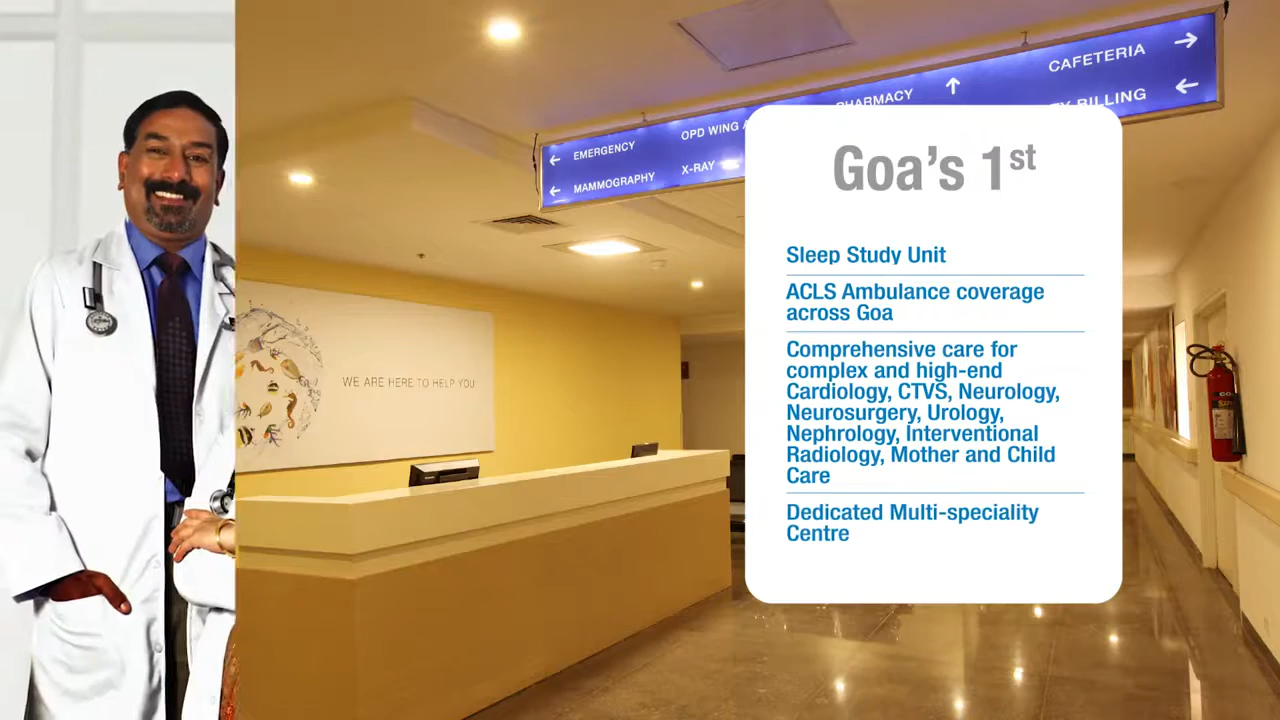 CAFETERIA
PHARMACY
BILLING
OPD WING
EMERGENCY
X-RAY
MAMMOGRAPHY
Goa's 1st
Sleep Study Unit
ACLS Ambulance coverage
across Goa
Comprehensive care for
complex and high-end
Cardiology, CTVS, Neurology,
Neurosurgery, Urology,
Nephrology, Interventional
Radiology, Mother and Child
Care
Dedicated Multi-speciality
Centre
WE ARE HERE TO HELP YOU